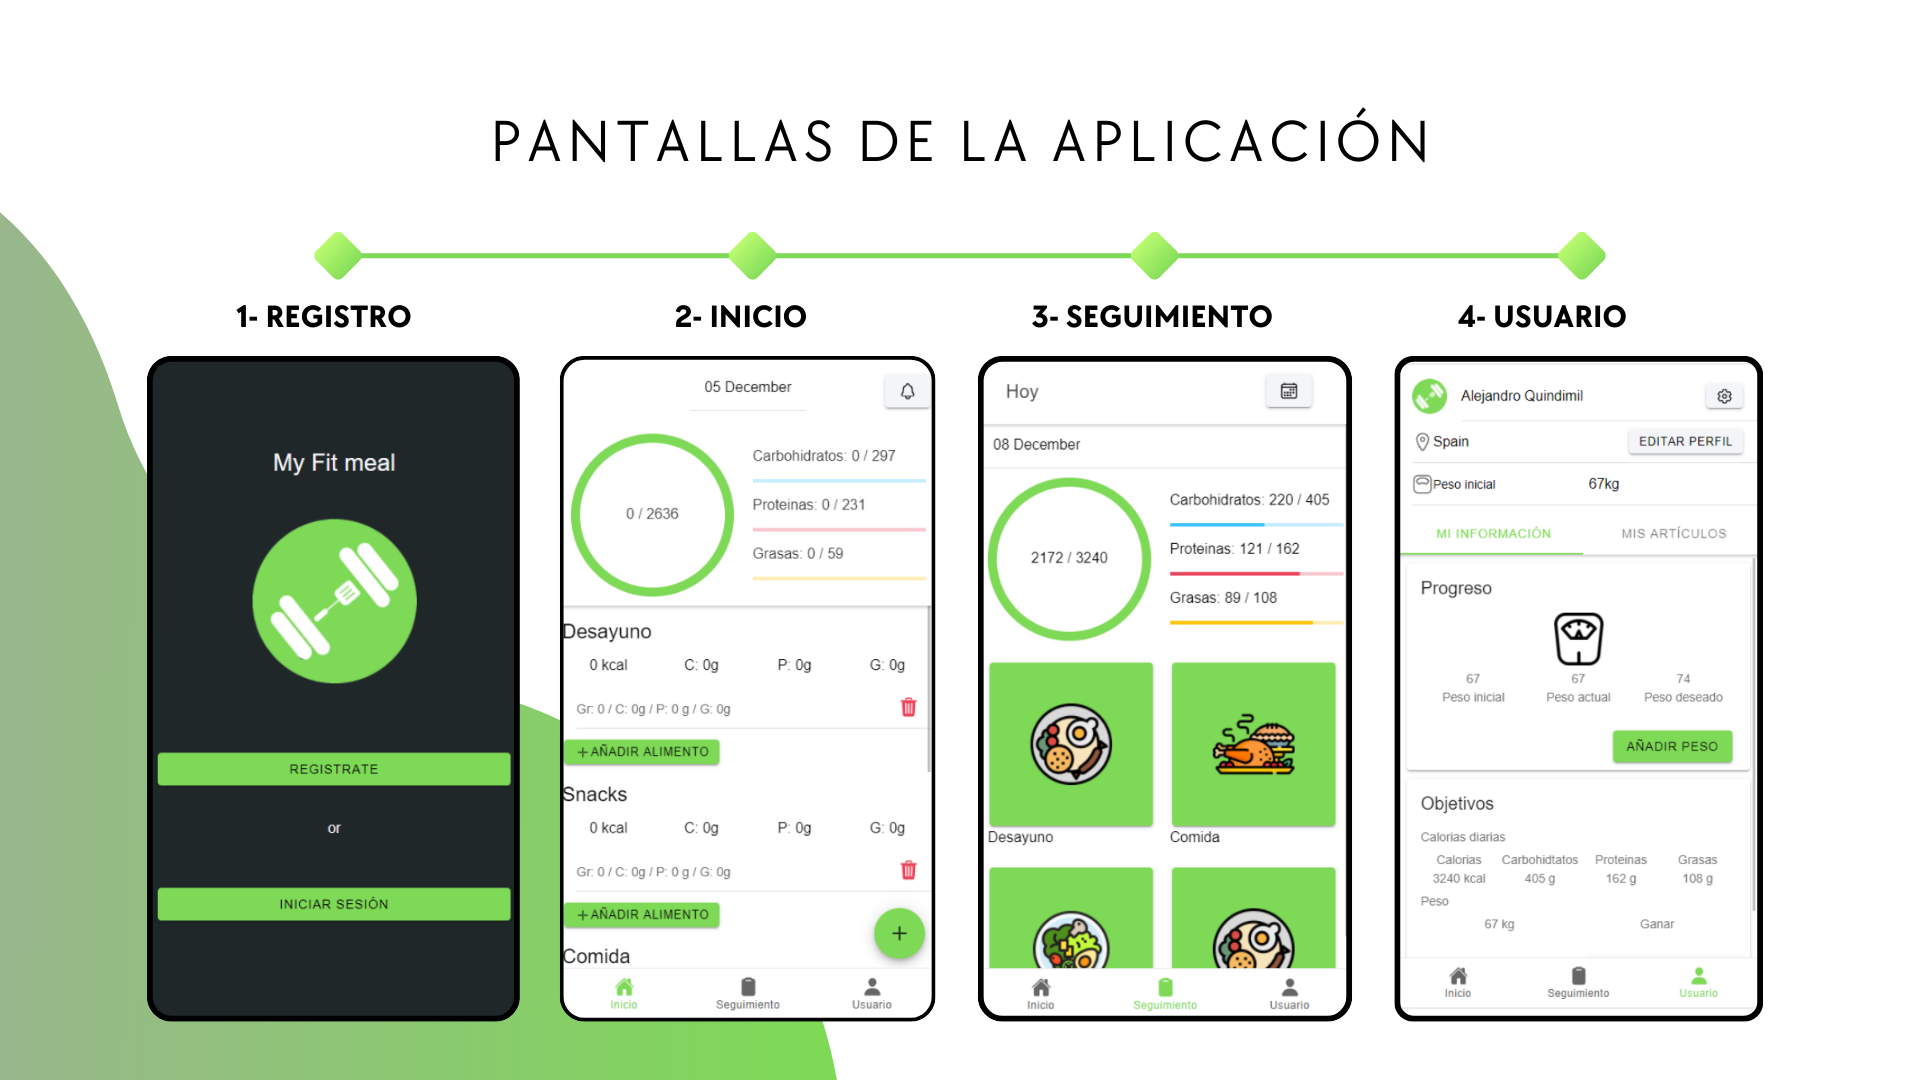 PANTALLAS DE LA APLICACIÓN
1- REGISTRO
2- INICIO
3- SEGUIMIENTO
4- USUARIO
My Fit meal
REGISTRATE
or
INICIAR SESIÓN
05 December
0 / 2636
Carbohidratos: 0 / 297
Proteinas: 0 / 231
Grasas: 0 / 59
Desayuno
0 kcal C: 0g P: 0g G: 0g
Gr: 0 / C: 0g / P: 0 g / G: 0g
+ AÑADIR ALIMENTO
Snacks
0 kcal C: 0g P: 0g G: 0g
Gr: 0 / C: 0g / P: 0 g / G: 0g
+ AÑADIR ALIMENTO
+
Comida
Inicio Seguimiento Usuario
Hoy
08 December
2172 / 3240
Carbohidratos: 220 / 405
Proteinas: 121 / 162
Grasas: 89 / 108
Desayuno Comida
Inicio Seguimiento Usuario
Alejandro Quindimil
Spain EDITAR PERFIL
Peso inicial 67kg
MI INFORMACIÓN MIS ARTÍCULOS
Progreso
67 67 74
Peso inicial Peso actual Peso deseado
AÑADIR PESO
Objetivos
Calorias diarias
Calorias Carbohidtatos Proteinas Grasas
3240 kcal 405 g 162 g 108 g
Peso
67 kg Ganar
Inicio Seguimiento Usuario